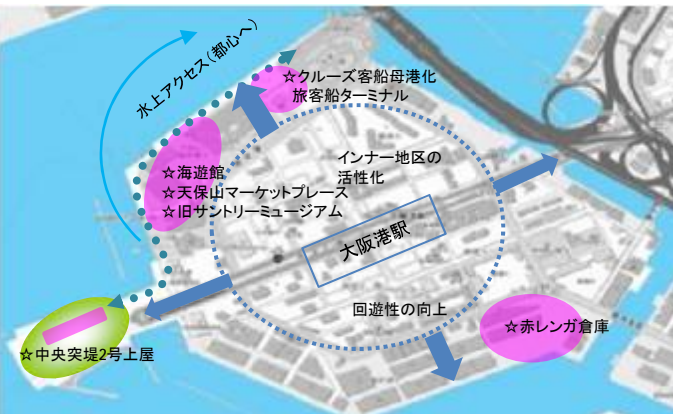 水上アクセス(都心へ)
☆クルーズ客船母港化
旅客船ターミナル
インナー地区の
活性化
☆海遊館
☆天保山マーケットプレース
☆旧サントリーミュージアム
大阪港駅
回遊性の向上
☆赤レンガ倉庫
☆中央突堤2号上屋